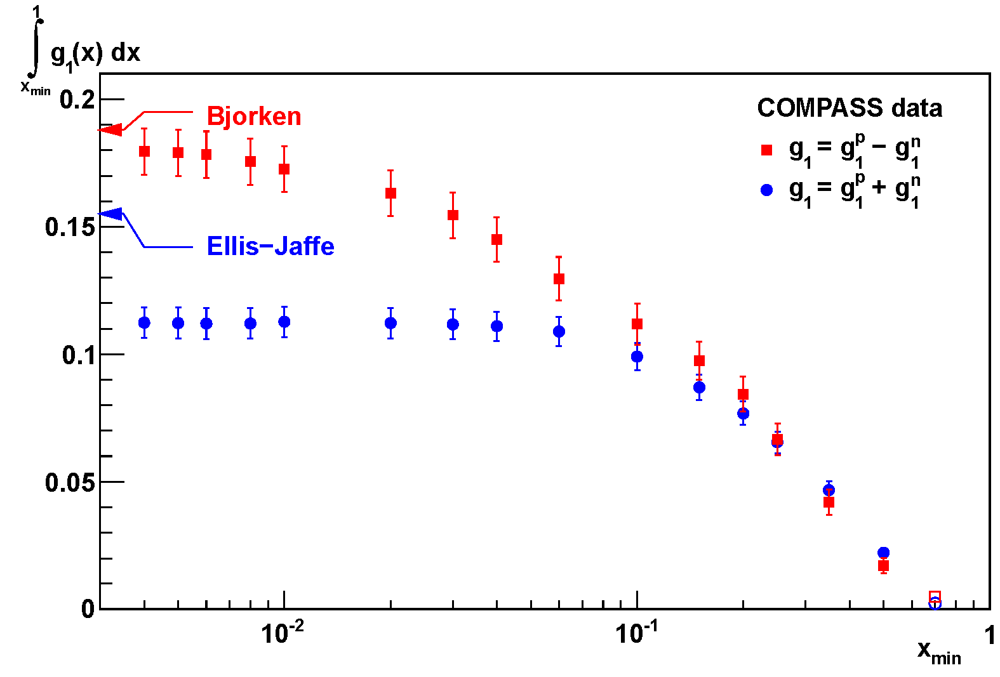 1
∫ g₁(x) dx
xmin
0.2
0.15
0.1
0.05
0
Bjorken
Ellis−Jaffe
COMPASS data
g₁ = g₁ᵖ − g₁ⁿ
g₁ = g₁ᵖ + g₁ⁿ
10⁻² 10⁻¹ 1
xmin